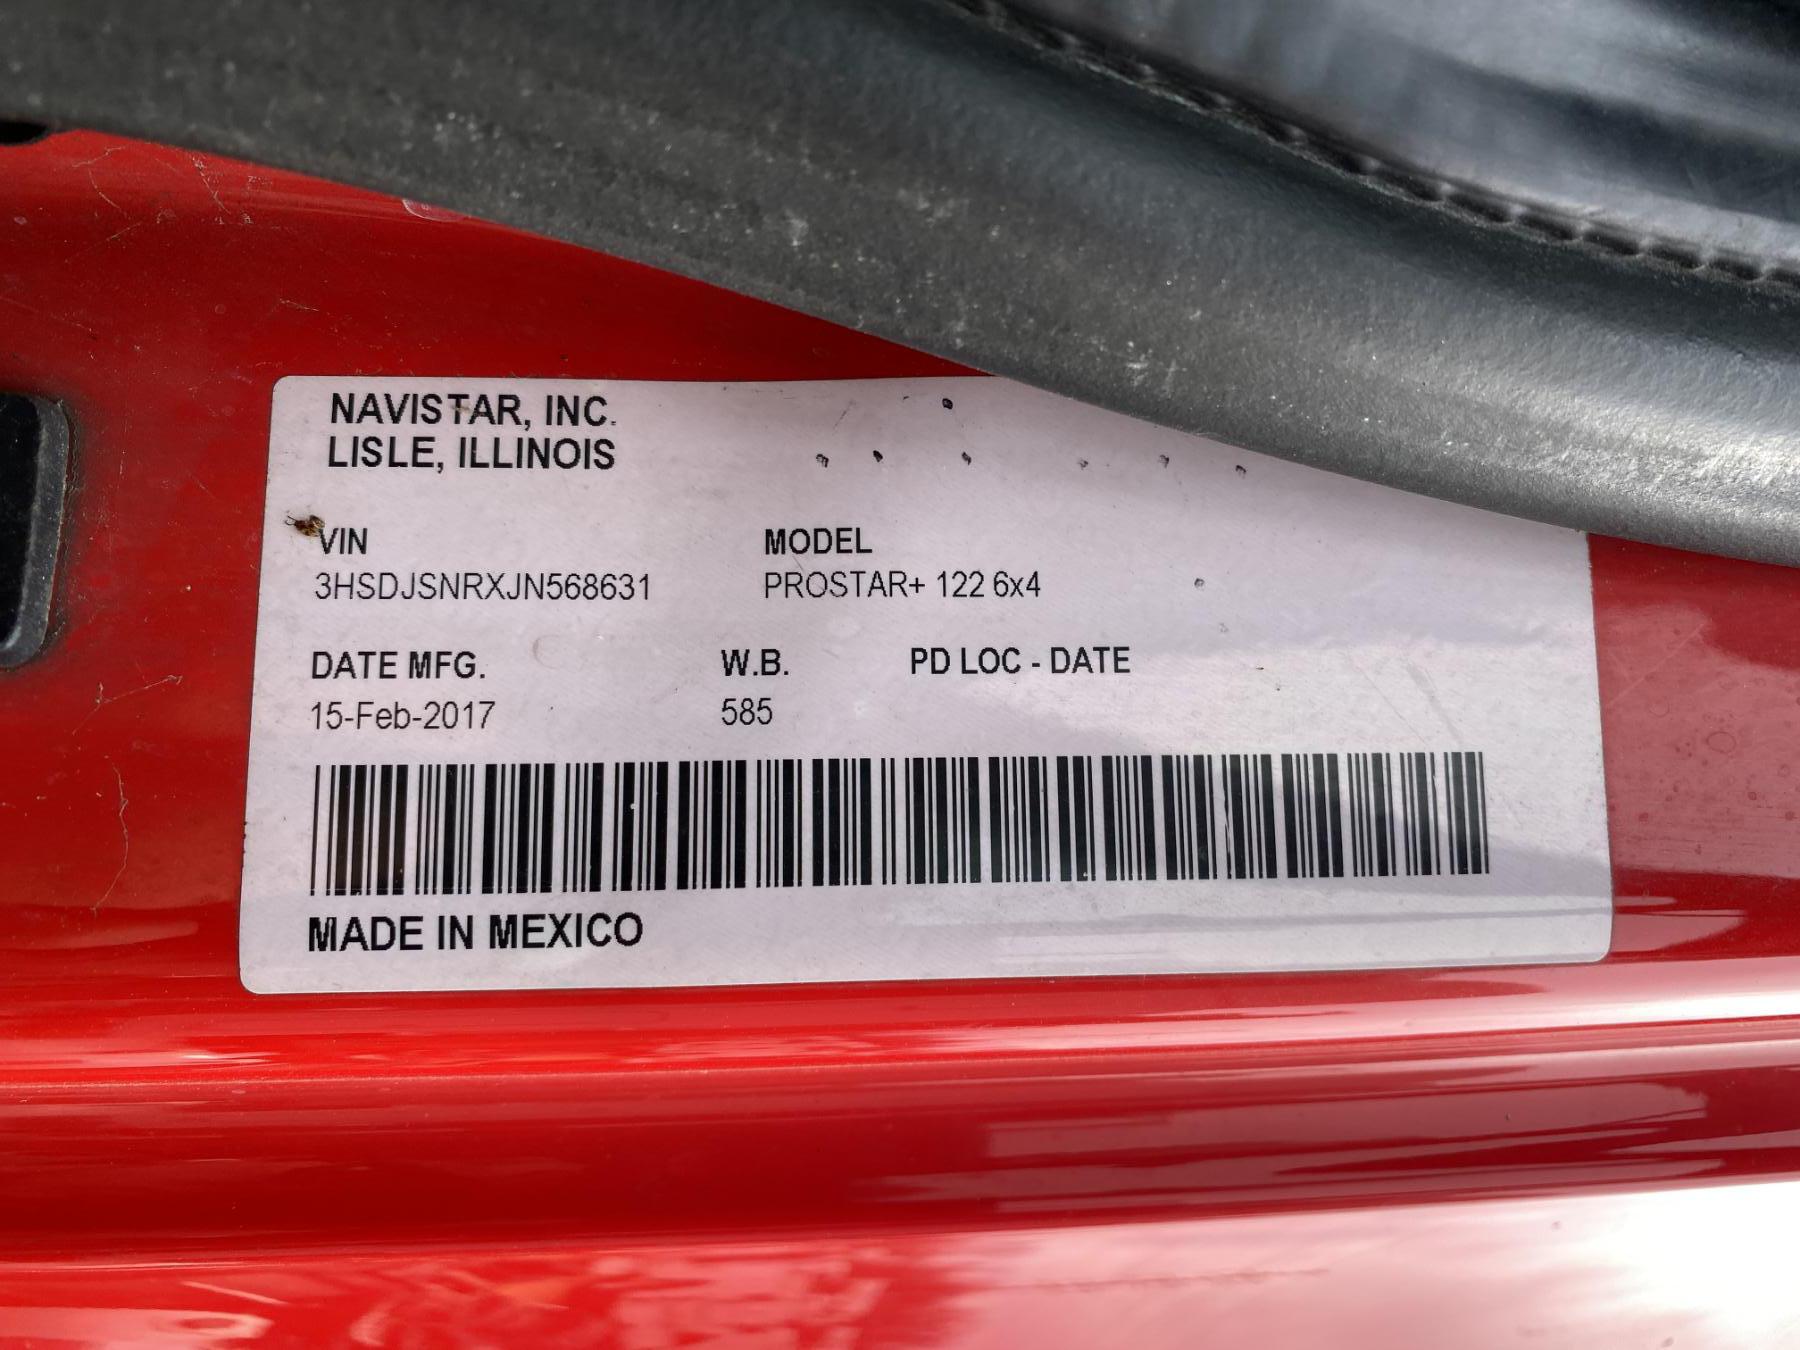 NAVISTAR, INC.
LISLE, ILLINOIS
VIN MODEL
3HSDJSNRXJN568631 PROSTAR+ 122 6x4
DATE MFG. W.B. PD LOC - DATE
15-Feb-2017 585
MADE IN MEXICO